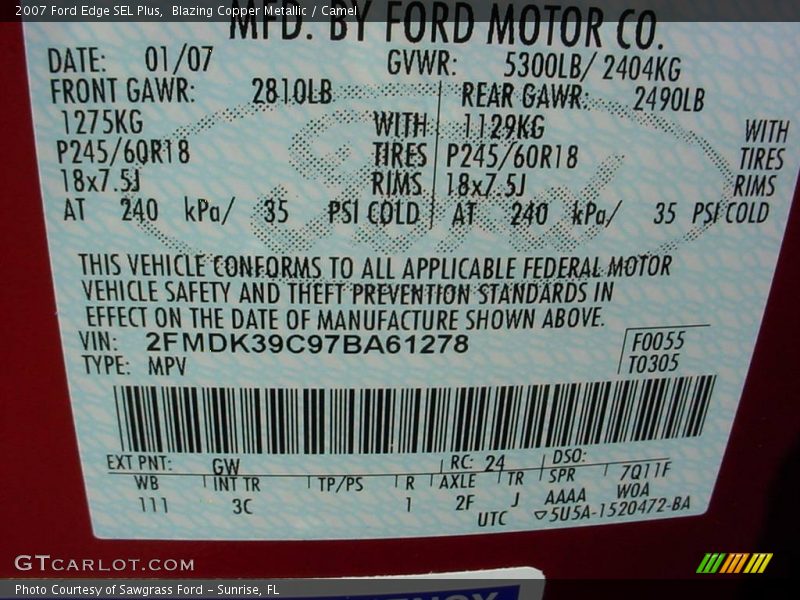 2007 Ford Edge SEL Plus,  Blazing Copper Metallic / Camel
MFD. BY FORD MOTOR CO.
DATE: 01/07 GVWR: 5300LB/ 2404KG
FRONT GAWR: 2810LB REAR GAWR: 2490LB
1275KG WITH 1129KG WITH
P245/60R18 TIRES P245/60R18 TIRES
18x7.5J RIMS 18x7.5J RIMS
AT 240 kPa/ 35 PSI COLD AT 240 kPa/ 35 PSI COLD
THIS VEHICLE CONFORMS TO ALL APPLICABLE FEDERAL MOTOR
VEHICLE SAFETY AND THEFT PREVENTION STANDARDS IN
EFFECT ON THE DATE OF MANUFACTURE SHOWN ABOVE.
VIN: 2FMDK39C97BA61278 F0055
TYPE: MPV T0305
EXT PNT: GW RC: 24 DSO:
WB INT TR TP/PS R AXLE TR SPR 7Q11F
111 3C 1 2F J AAAA W0A
UTC ▽5U5A-1520472-BA
GTCARLOT.COM
Photo Courtesy of Sawgrass Ford - Sunrise, FL